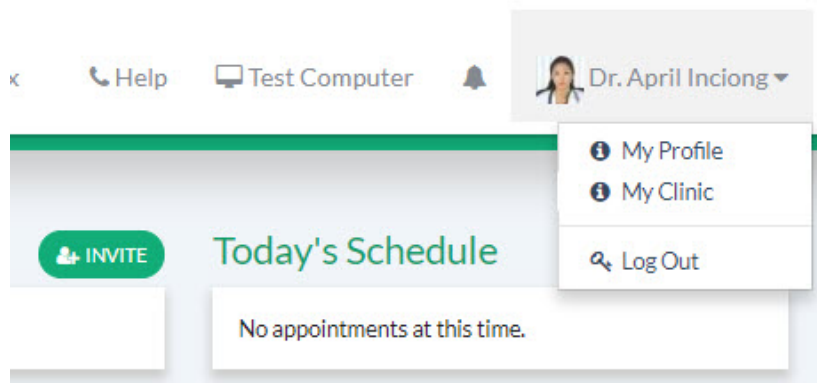 x
Help
Test Computer
Dr. April Inciong
My Profile
My Clinic
Log Out
INVITE
Today's Schedule
No appointments at this time.